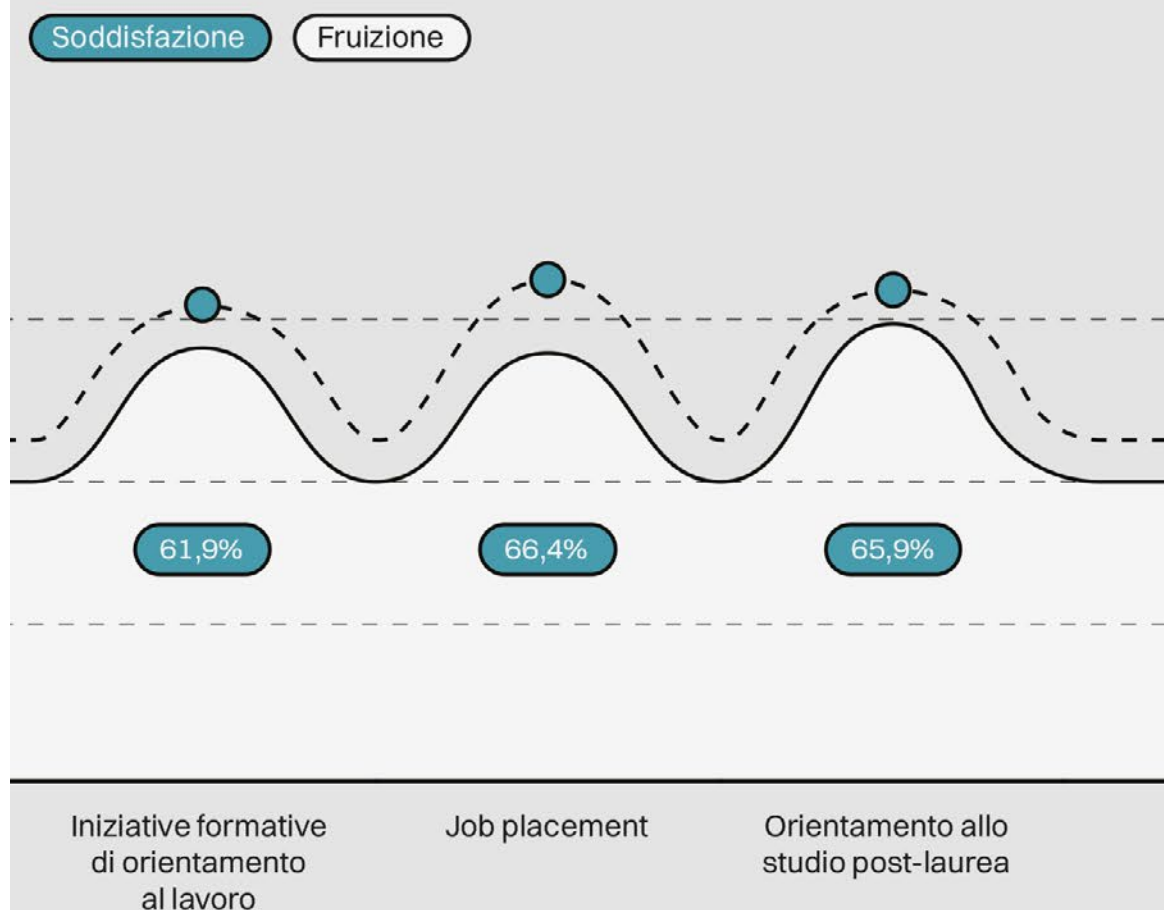 Soddisfazione
Fruizione
61,9%
66,4%
65,9%
Iniziative formative
di orientamento
al lavoro
Job placement
Orientamento allo
studio post-laurea